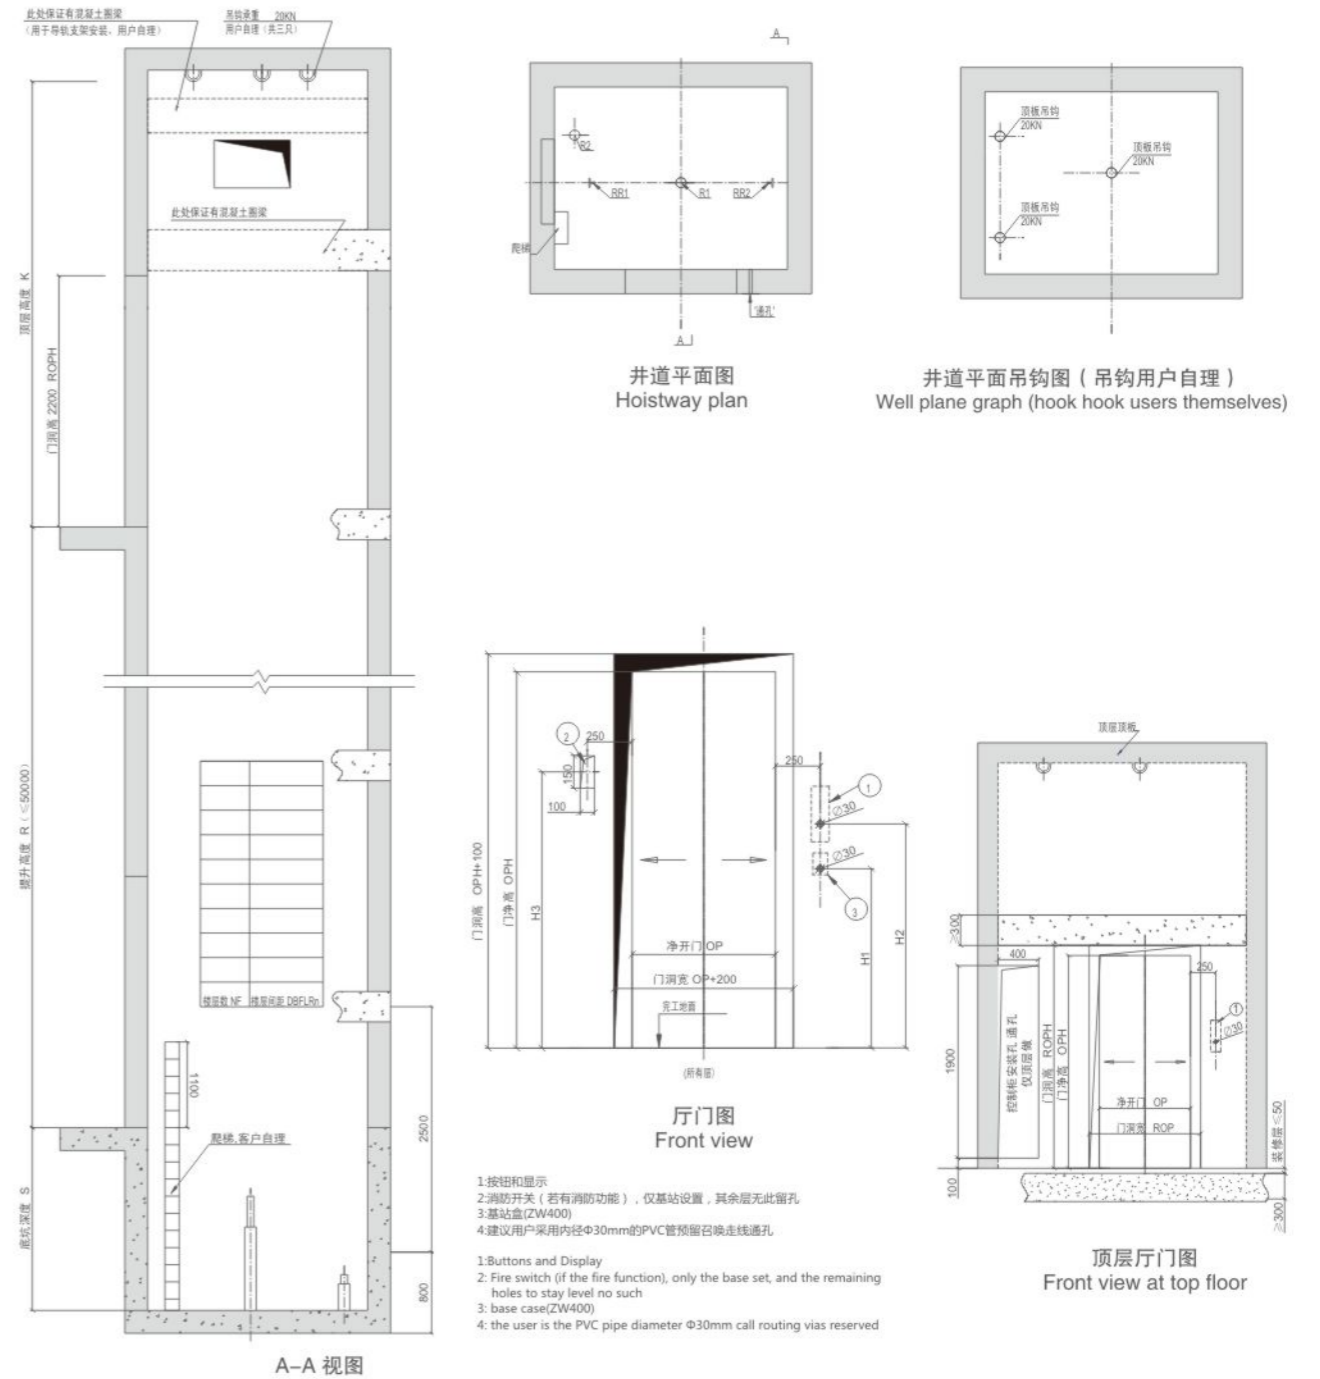 此处保证有混凝土圈梁
（用于导轨支架安装、用户自理）
吊钩承重 20KN
用户自理（共三只）
此处保证有混凝土圈梁
顶层高度 K
门洞高 2200 ROPH
提升高度 R（≤50000）
楼层数 NF
楼层间距 DBFLRn
1100
爬梯,客户自理
2500
底坑深度 S
800
A-A 视图
A
R2
RR1
R1
RR2
爬梯
'通孔'
A
井道平面图
Hoistway plan
顶板吊钩
20KN
顶板吊钩
20KN
顶板吊钩
20KN
井道平面吊钩图（吊钩用户自理）
Well plane graph (hook hook users themselves)
2
250
150
100
250
1
∅30
∅30
3
门洞高 OPH+100
门净高 OPH
H3
H1
H2
净开门 OP
门洞宽 OP+200
完工地面
(所有层)
厅门图
Front view
1:按钮和显示
2:消防开关（若有消防功能），仅基站设置，其余层无此留孔
3:基站盒(ZW400)
4:建议用户采用内径Φ30mm的PVC管预留召唤走线通孔
1:Buttons and Display
2: Fire switch (if the fire function), only the base set, and the remaining
holes to stay level no such
3: base case(ZW400)
4: the user is the PVC pipe diameter Φ30mm call routing vias reserved
顶层顶板
≥300
400
250
1
∅30
1900
控制柜安装孔 通孔
仅顶层做
门洞高 ROPH
门净高 OPH
净开门 OP
门洞宽 ROP
装修层≤50
100
≥300
顶层厅门图
Front view at top floor